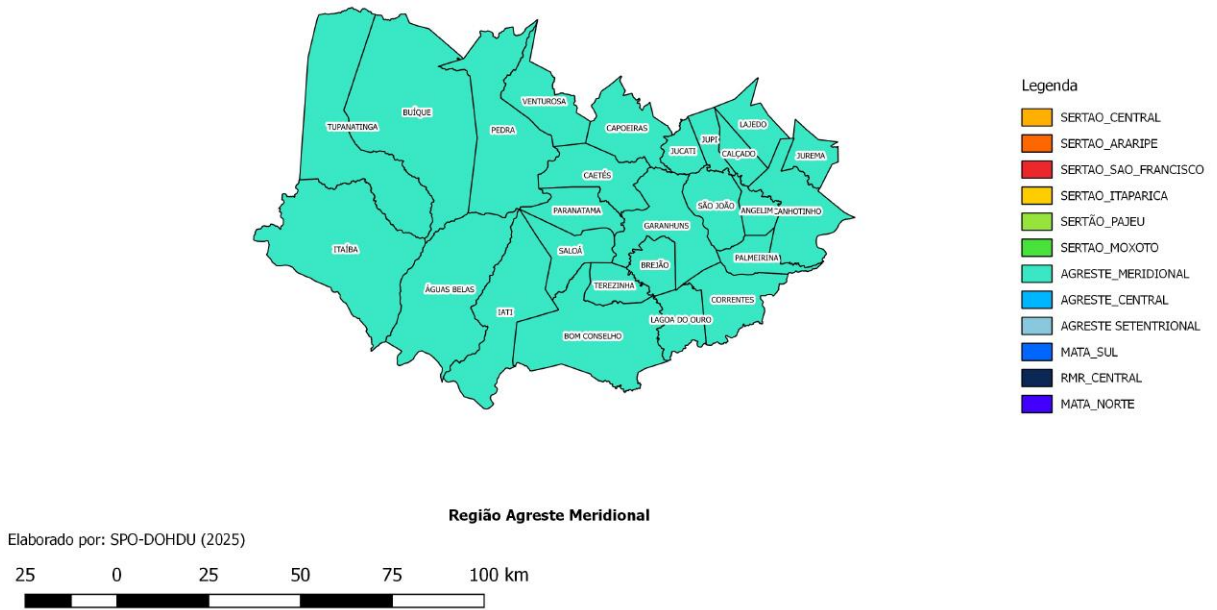 VENTUROSA
BUÍQUE
TUPANATINGA
PEDRA
CAPOEIRAS
LAJEDO
JUPI
JUCATI
CALÇADO
JUREMA
CAETÉS
PARANATAMA
SÃO JOÃO
ANGELIM
CANHOTINHO
GARANHUNS
ITAÍBA
SALOÁ
BREJÃO
PALMEIRINA
ÁGUAS BELAS
TEREZINHA
IATI
CORRENTES
LAGOA DO OURO
BOM CONSELHO
Legenda
SERTAO_CENTRAL
SERTAO_ARARIPE
SERTAO_SAO_FRANCISCO
SERTAO_ITAPARICA
SERTÃO_PAJEU
SERTAO_MOXOTO
AGRESTE_MERIDIONAL
AGRESTE_CENTRAL
AGRESTE SETENTRIONAL
MATA_SUL
RMR_CENTRAL
MATA_NORTE
Região Agreste Meridional
Elaborado por: SPO-DOHDU (2025)
25 0 25 50 75 100 km